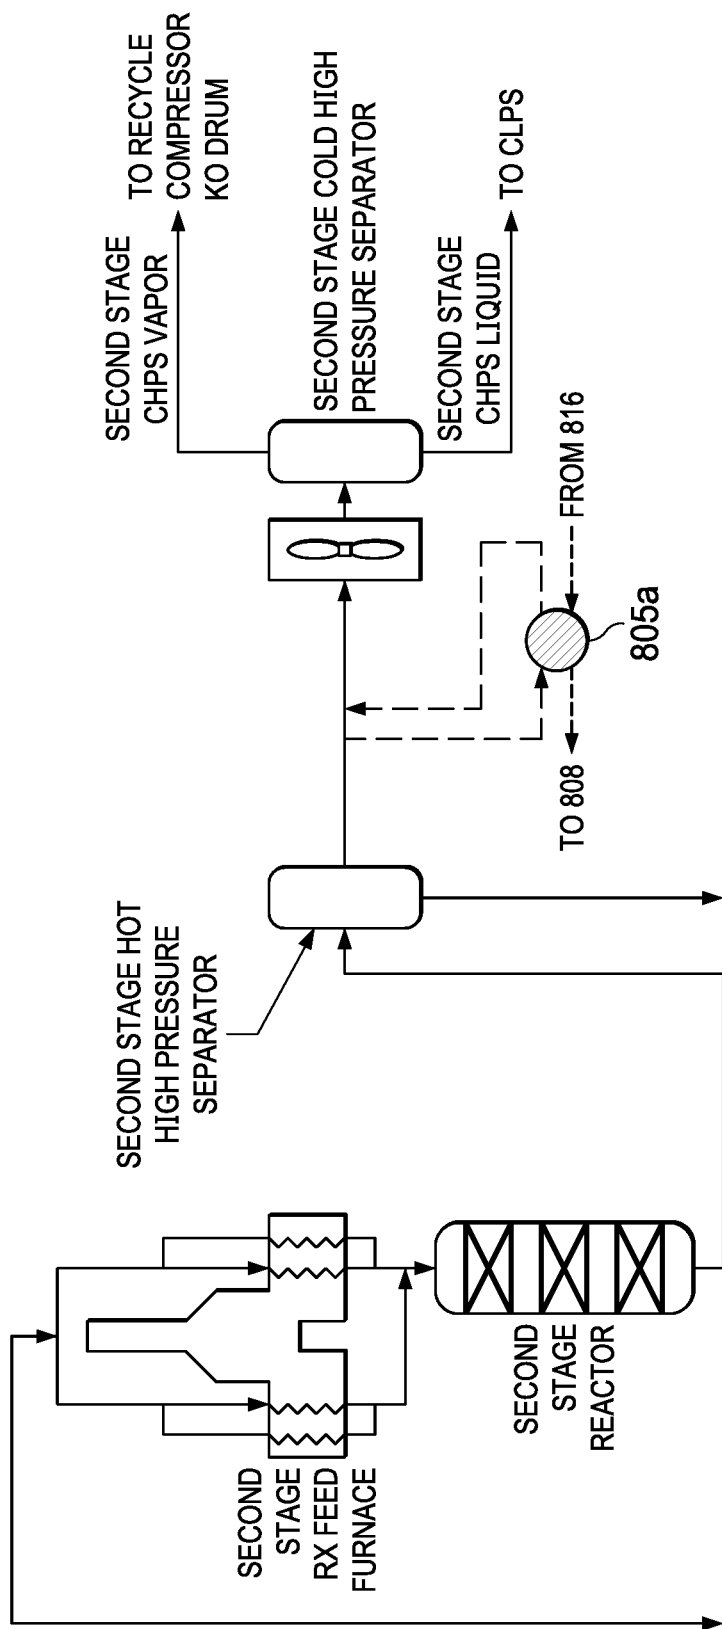 SECOND
STAGE
RX FEED
FURNACE
SECOND
STAGE
REACTOR
SECOND STAGE HOT
HIGH PRESSURE
SEPARATOR
TO 808
805a
FROM 816
SECOND STAGE
CHPS VAPOR
TO RECYCLE
COMPRESSOR
KO DRUM
SECOND STAGE COLD HIGH
PRESSURE SEPARATOR
SECOND STAGE
CHPS LIQUID
TO CLPS